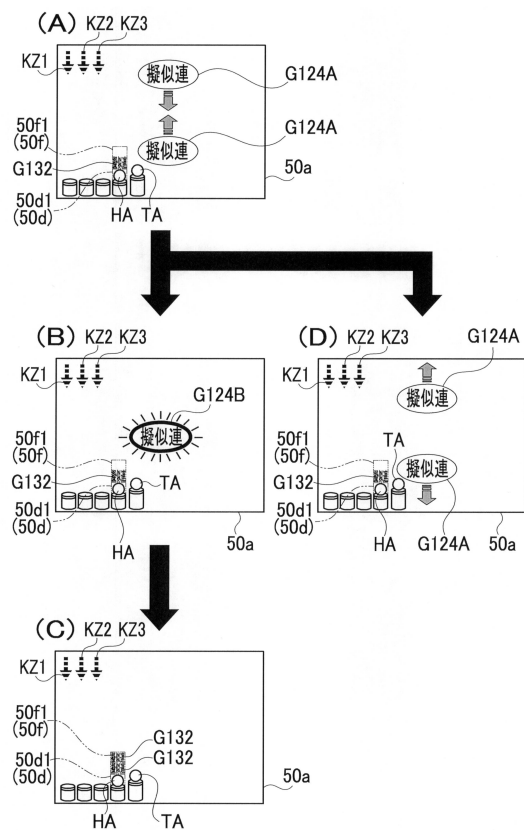 (A) KZ2 KZ3
KZ1
擬似連 G124A
G124A
50f1
(50f)
G132
擬似連
50a
50d1
(50d)
HA TA
(B) KZ2 KZ3
KZ1
G124B
擬似連
50f1
(50f)
G132
TA
50d1
(50d)
HA
50a
(D) KZ2 KZ3
G124A
KZ1
擬似連
50f1
(50f)
TA
G132
擬似連
50d1
(50d)
HA G124A
50a
(C) KZ2 KZ3
KZ1
50f1
(50f)
G132
G132
50d1
(50d)
50a
HA TA